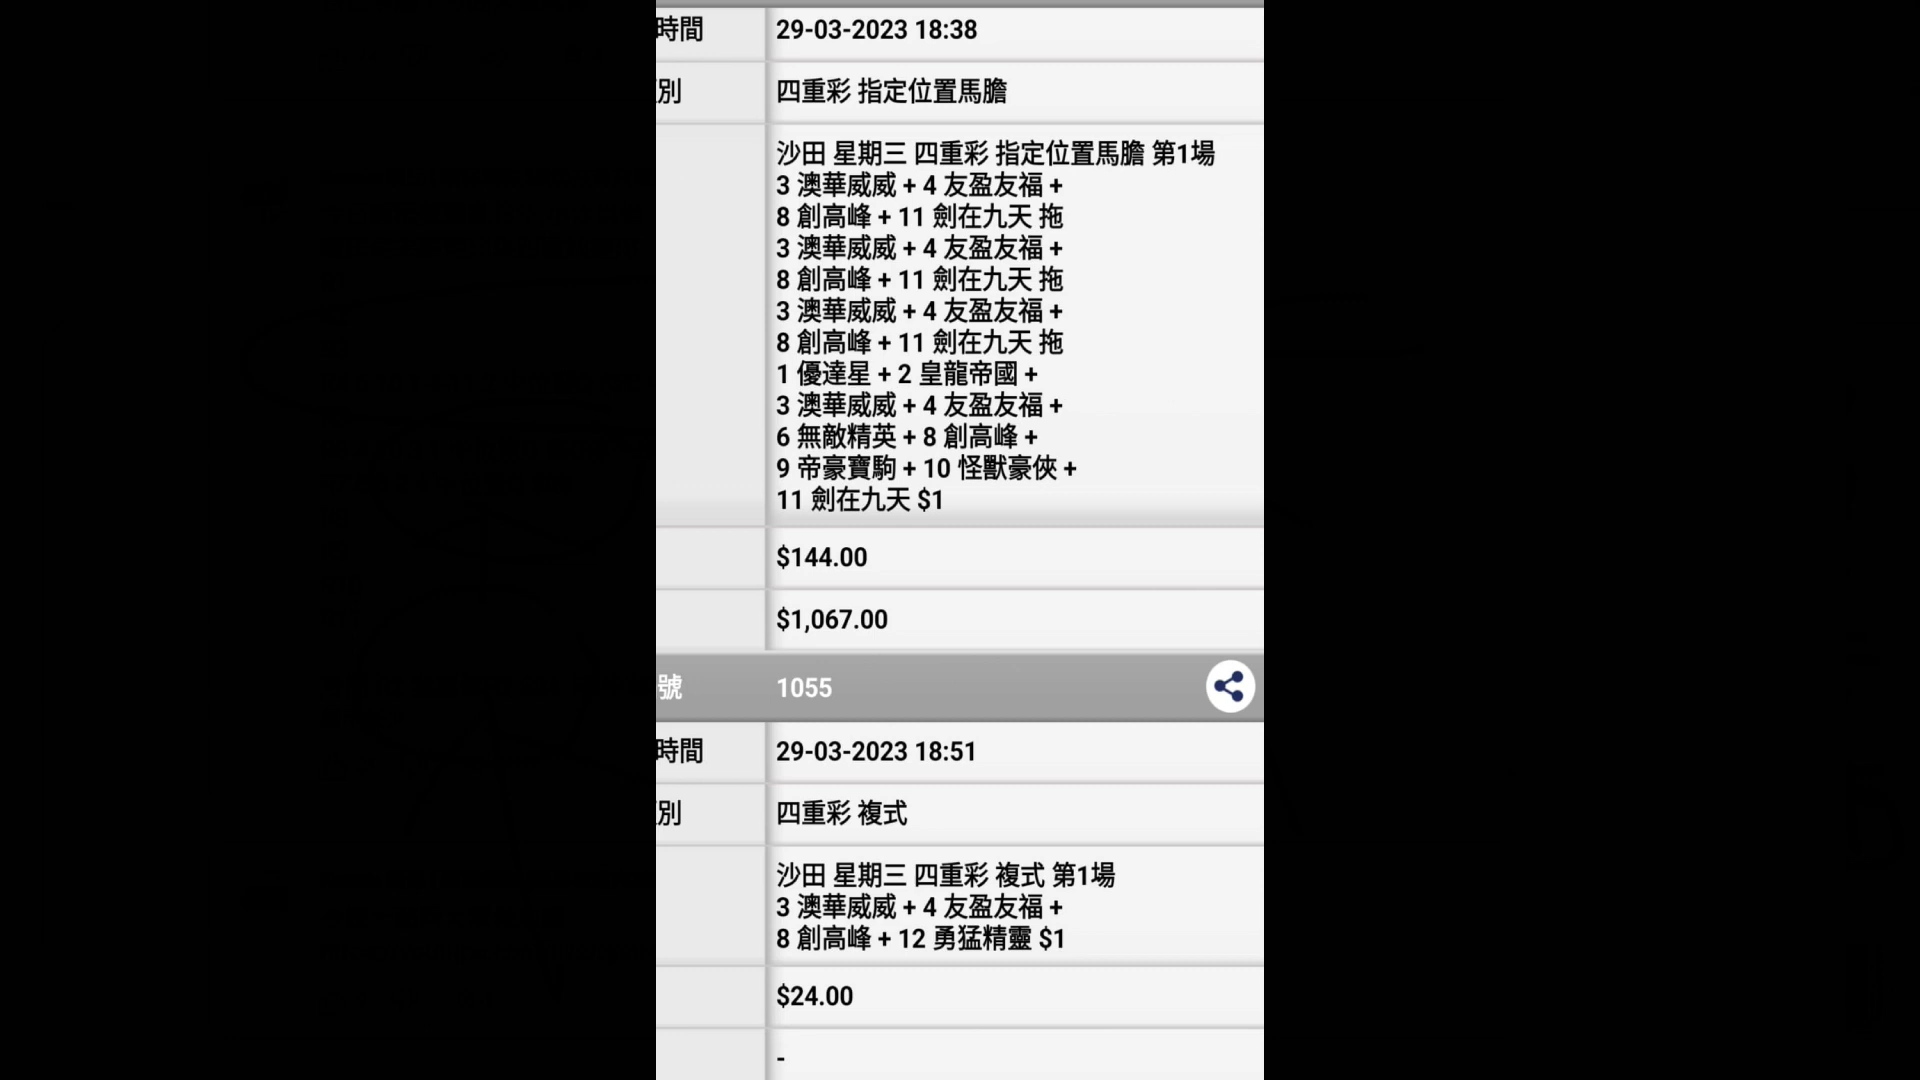 時間 29-03-2023 18:38
別 四重彩 指定位置馬膽
沙田 星期三 四重彩 指定位置馬膽 第1場
3 澳華威威 + 4 友盈友福 +
8 創高峰 + 11 劍在九天 拖
3 澳華威威 + 4 友盈友福 +
8 創高峰 + 11 劍在九天 拖
3 澳華威威 + 4 友盈友福 +
8 創高峰 + 11 劍在九天 拖
1 優達星 + 2 皇龍帝國 +
3 澳華威威 + 4 友盈友福 +
6 無敵精英 + 8 創高峰 +
9 帝豪寶駒 + 10 怪獸豪俠 +
11 劍在九天 $1
$144.00
$1,067.00
號 1055
時間 29-03-2023 18:51
別 四重彩 複式
沙田 星期三 四重彩 複式 第1場
3 澳華威威 + 4 友盈友福 +
8 創高峰 + 12 勇猛精靈 $1
$24.00
-